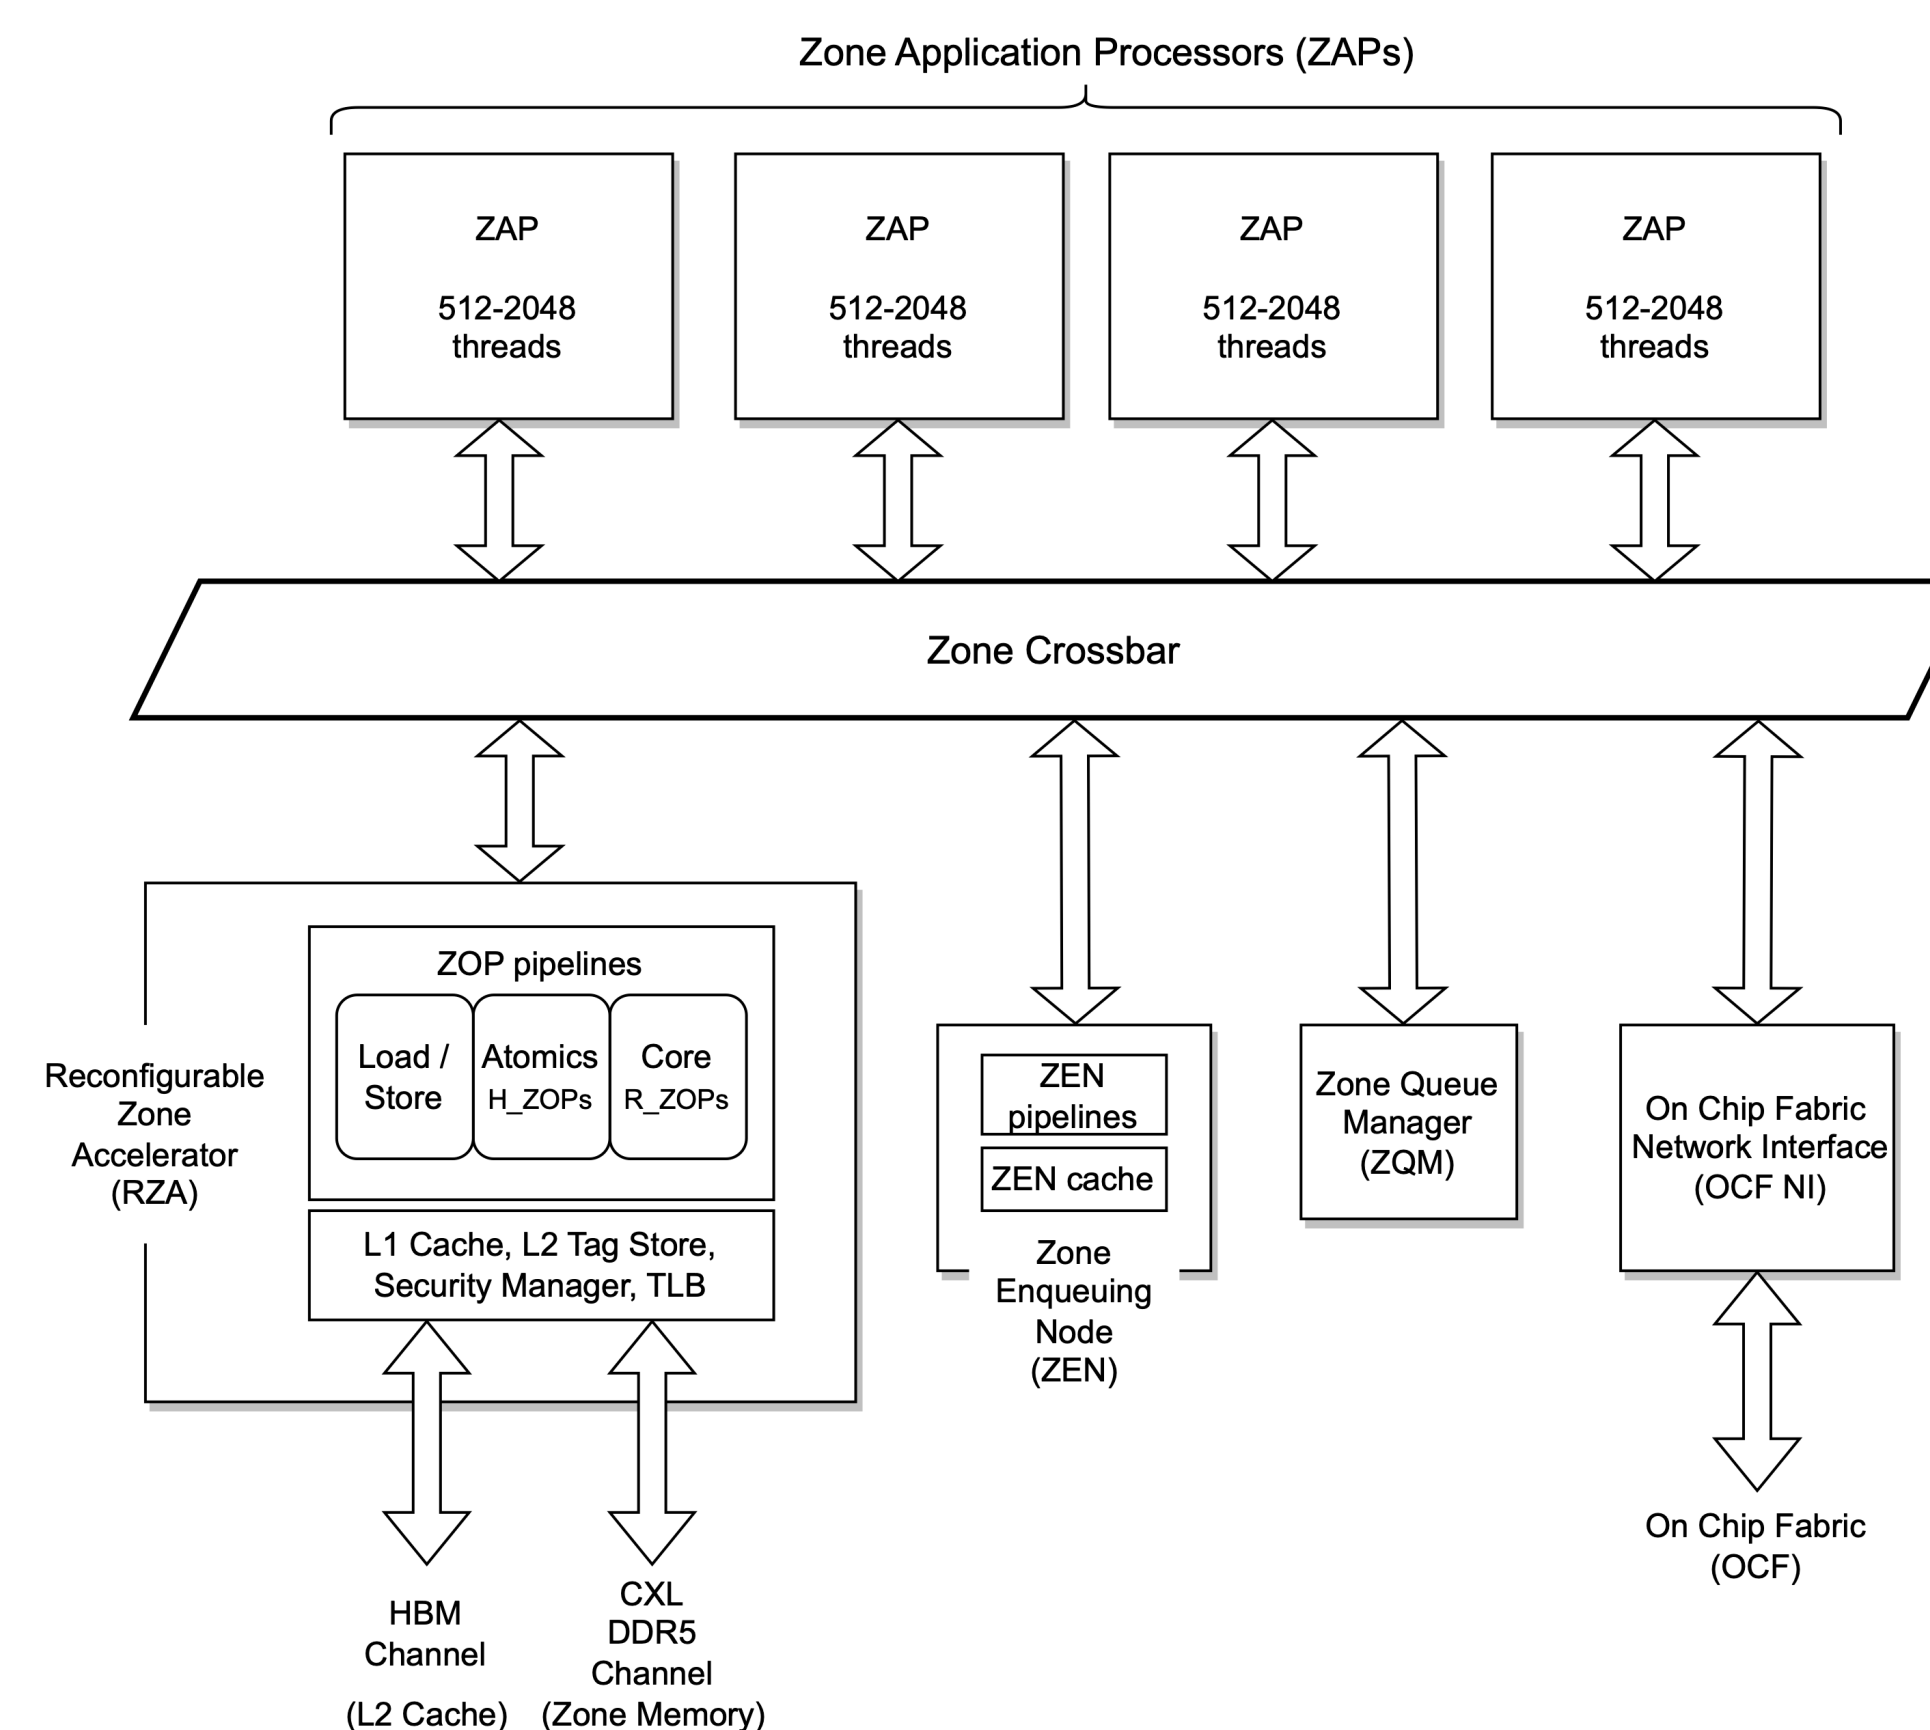 Zone Application Processors (ZAPs)
ZAP
512-2048
threads
ZAP
512-2048
threads
ZAP
512-2048
threads
ZAP
512-2048
threads
Zone Crossbar
Reconfigurable
Zone
Accelerator
(RZA)
ZOP pipelines
Load /
Store
Atomics
H_ZOPs
Core
R_ZOPs
L1 Cache, L2 Tag Store,
Security Manager, TLB
HBM
Channel
(L2 Cache)
CXL
DDR5
Channel
(Zone Memory)
ZEN
pipelines
ZEN cache
Zone
Enqueuing
Node
(ZEN)
Zone Queue
Manager
(ZQM)
On Chip Fabric
Network Interface
(OCF NI)
On Chip Fabric
(OCF)